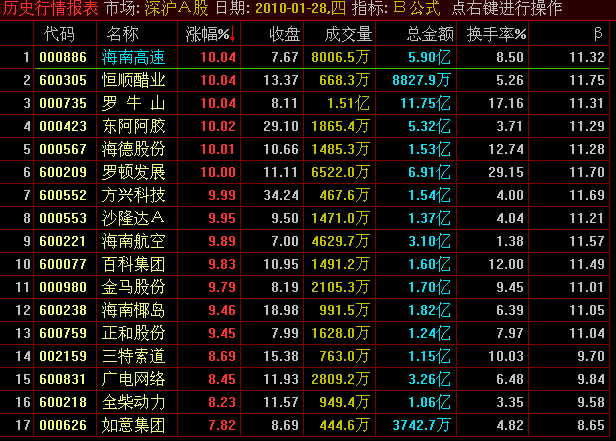 历史行情报表 市场: 深沪A股 日期: 2010-01-28,四 指标: B公式 点右键进行操作
代码 名称 涨幅%↓ 收盘 成交量 总金额 换手率% β
1 000886 海南高速 10.04 7.67 8006.5万 5.90亿 8.50 11.32
2 600305 恒顺醋业 10.04 13.37 668.3万 8827.9万 5.26 11.75
3 000735 罗 牛 山 10.04 8.11 1.51亿 11.75亿 17.16 11.31
4 000423 东阿阿胶 10.02 29.10 1865.4万 5.32亿 3.71 11.29
5 000567 海德股份 10.01 10.66 1485.3万 1.53亿 12.74 11.28
6 600209 罗顿发展 10.00 11.11 6522.0万 6.91亿 29.15 11.70
7 600552 方兴科技 9.99 34.24 467.6万 1.54亿 4.00 11.69
8 000553 沙隆达A 9.95 9.50 1471.0万 1.37亿 4.04 11.21
9 600221 海南航空 9.89 7.00 4629.7万 3.10亿 1.38 11.57
10 600077 百科集团 9.83 10.95 1491.2万 1.60亿 12.00 11.49
11 000980 金马股份 9.79 8.19 2105.3万 1.70亿 9.45 11.01
12 600238 海南椰岛 9.46 18.98 991.5万 1.82亿 6.39 11.05
13 600759 正和股份 9.45 7.99 1628.0万 1.24亿 7.97 11.04
14 002159 三特索道 8.69 15.38 763.0万 1.15亿 10.03 9.70
15 600831 广电网络 8.45 11.93 2809.2万 3.26亿 6.48 9.84
16 600218 全柴动力 8.23 11.57 949.4万 1.06亿 3.35 9.58
17 000626 如意集团 7.82 8.69 444.6万 3742.7万 4.82 8.65